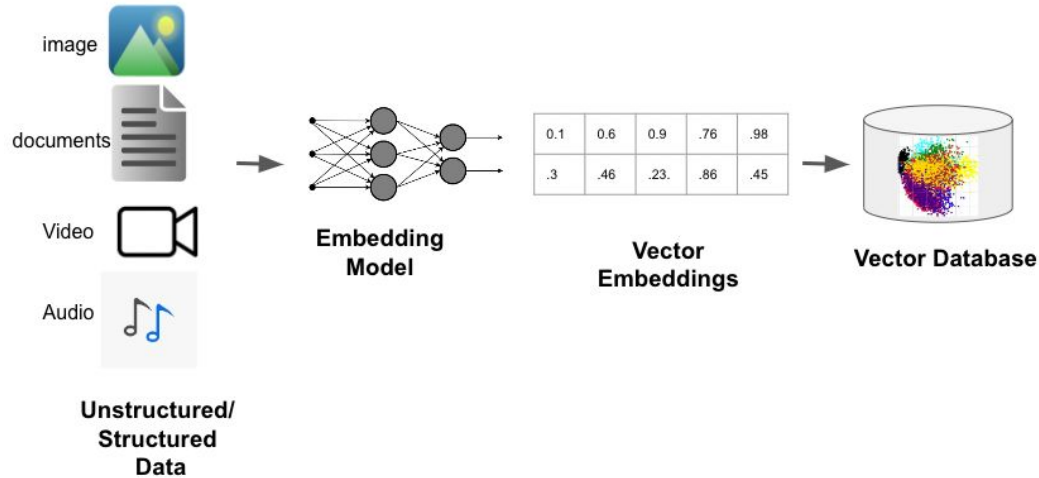 image
documents
Video
Audio
Unstructured/
Structured
Data
Embedding
Model
0.1 0.6 0.9 .76 .98
.3 .46 .23. .86 .45
Vector
Embeddings
Vector Database